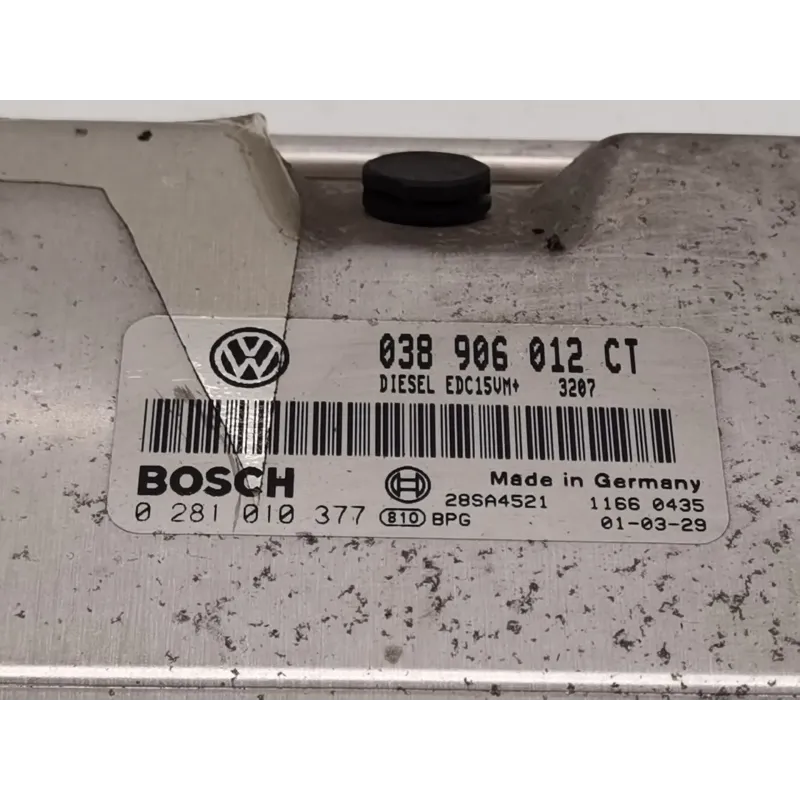 VW
038 906 012 CT
DIESEL EDC15VM+ 3207
BOSCH
Made in Germany
0 281 010 377
810 BPG
28SA4521
1166 0435
01-03-29